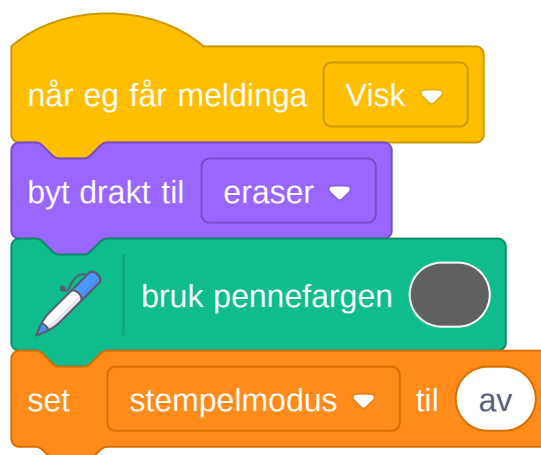 når eg får meldinga Visk
byt drakt til eraser
bruk pennefargen
set stempelmodus til av